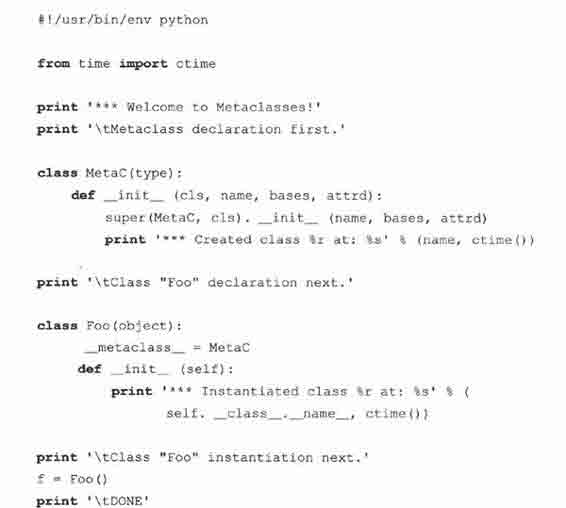 #!/usr/bin/env python
from time import ctime
print '*** Welcome to Metaclasses!'
print '\tMetaclass declaration first.'
class MetaC(type):
    def __init__ (cls, name, bases, attrd):
        super(MetaC, cls). __init__ (name, bases, attrd)
        print '*** Created class %r at: %s' % (name, ctime())
print '\tClass "Foo" declaration next.'
class Foo(object):
    __metaclass__ = MetaC
    def __init__ (self):
        print '*** Instantiated class %r at: %s' % (
            self. __class__.__name__, ctime())
print '\tClass "Foo" instantiation next.'
f = Foo()
print '\tDONE'